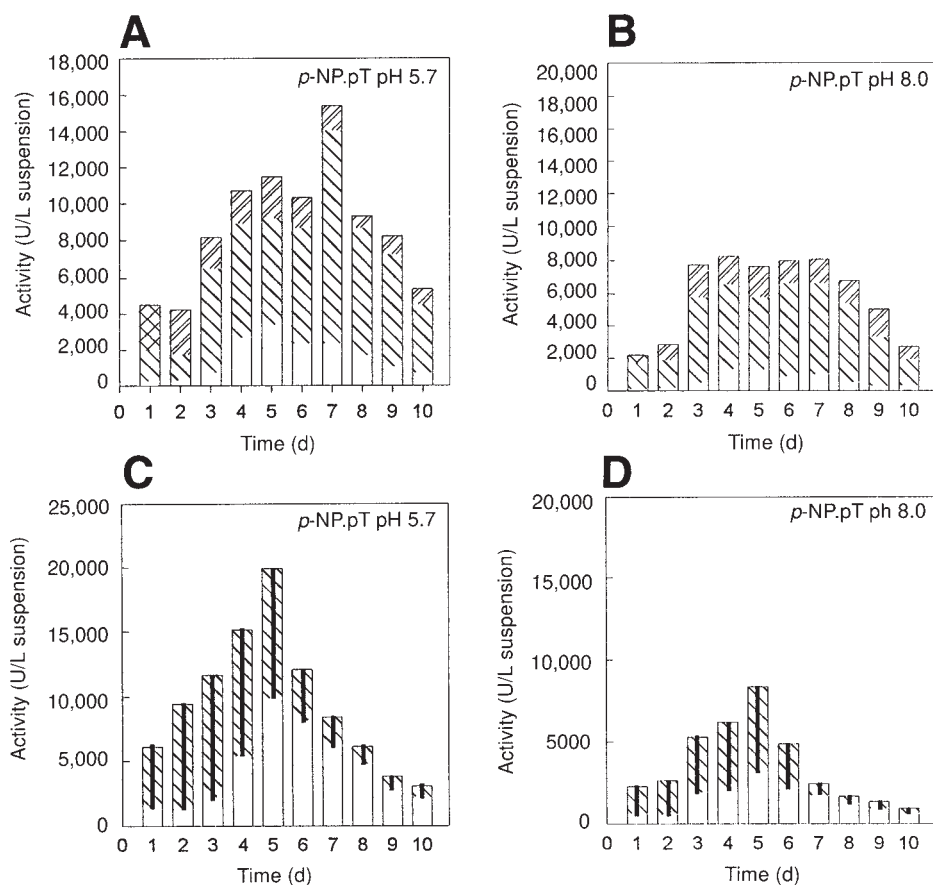 A
p-NP.pT pH 5.7
18,000
16,000
14,000
12,000
10,000
8,000
6,000
4,000
2,000
0
Activity (U/L suspension)
0 1 2 3 4 5 6 7 8 9 10
Time (d)
B
p-NP.pT pH 8.0
20,000
18,000
16,000
14,000
12,000
10,000
8,000
6,000
4,000
2,000
0
Activity (U/L suspension)
0 1 2 3 4 5 6 7 8 9 10
Time (d)
C
p-NP.pT pH 5.7
25,000
20,000
15,000
10,000
5,000
0
Activity (U/L suspension)
0 1 2 3 4 5 6 7 8 9 10
Time (d)
D
p-NP.pT ph 8.0
20,000
15,000
10,000
5000
0
Activity (U/L suspension)
0 1 2 3 4 5 6 7 8 9 10
Time (d)